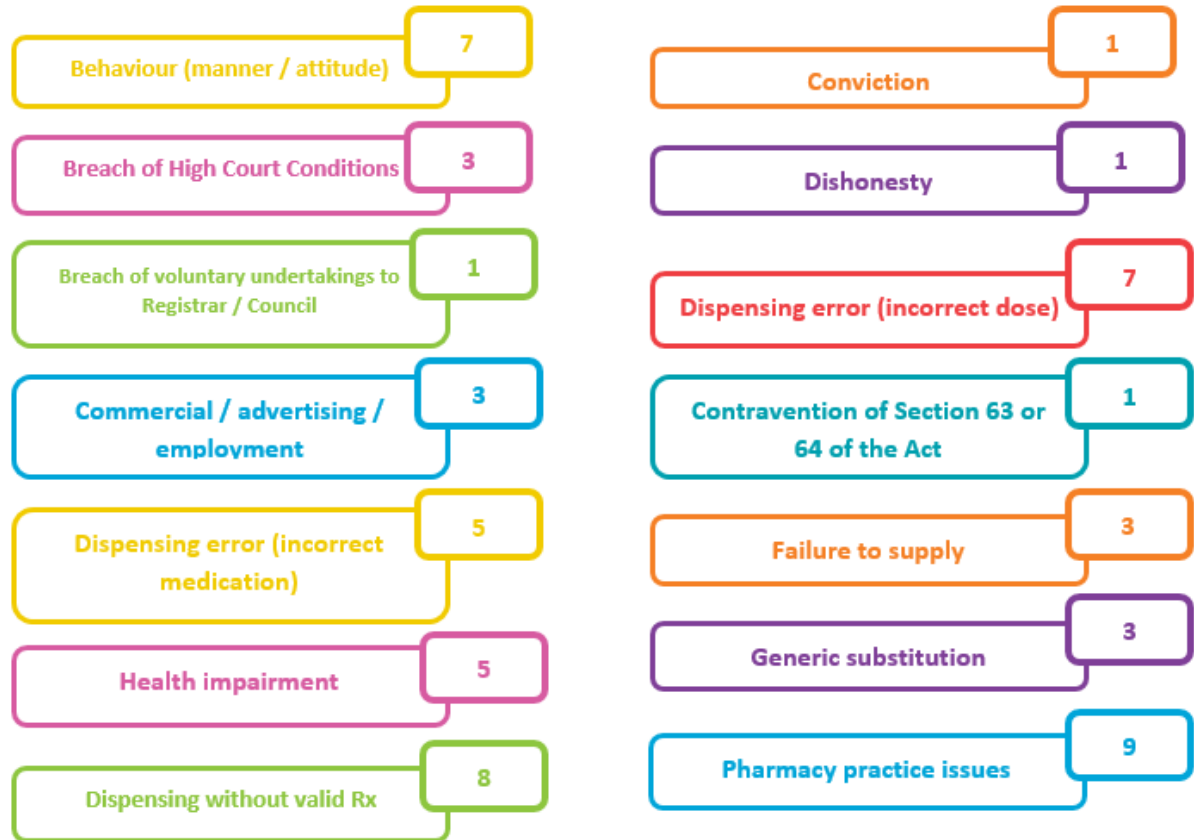 7
Behaviour (manner / attitude)
3
Breach of High Court Conditions
1
Breach of voluntary undertakings to
Registrar / Council
3
Commercial / advertising /
employment
5
Dispensing error (incorrect
medication)
5
Health impairment
8
Dispensing without valid Rx
1
Conviction
1
Dishonesty
7
Dispensing error (incorrect dose)
1
Contravention of Section 63 or
64 of the Act
3
Failure to supply
3
Generic substitution
9
Pharmacy practice issues